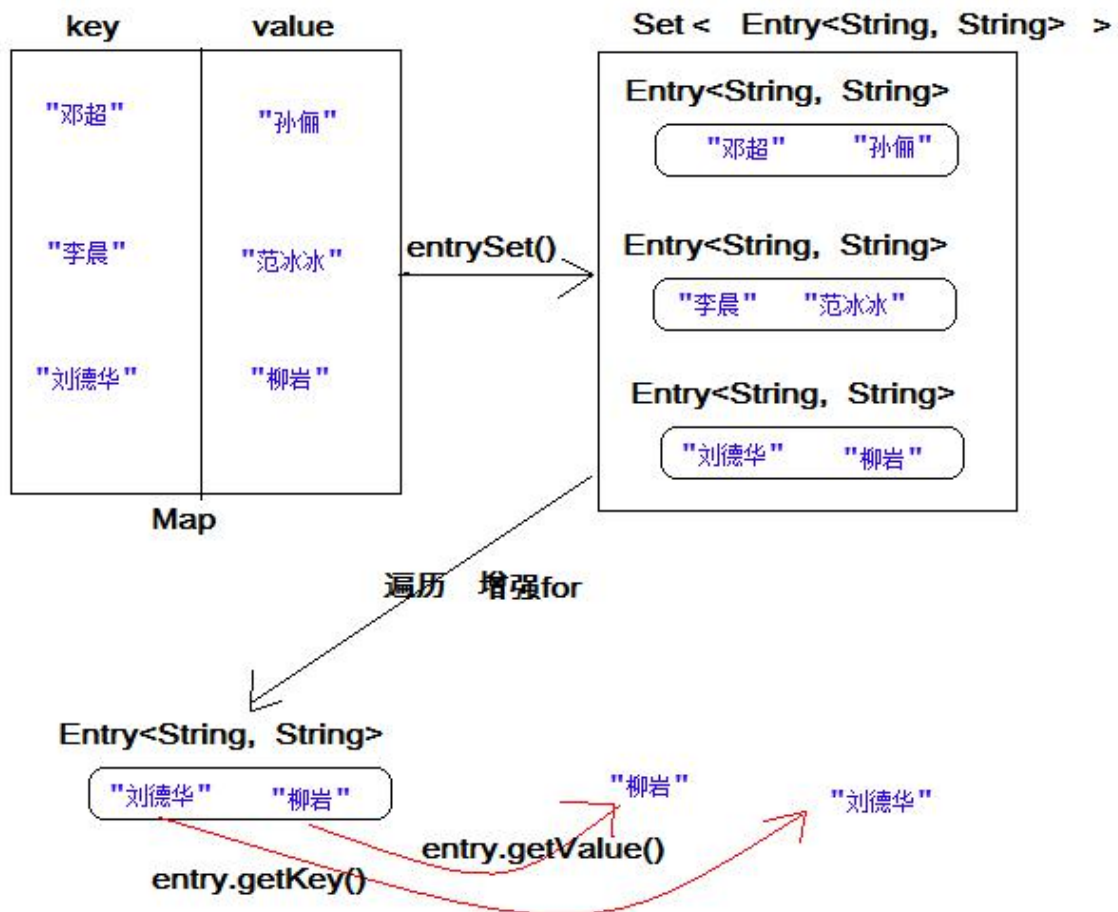 key value
Set < Entry<String, String> >
"邓超" "孙俪"
"李晨" "范冰冰"
"刘德华" "柳岩"
Map
entrySet()
Entry<String, String>
"邓超" "孙俪"
Entry<String, String>
"李晨" "范冰冰"
Entry<String, String>
"刘德华" "柳岩"
遍历 增强for
Entry<String, String>
"刘德华" "柳岩"
"柳岩"
"刘德华"
entry.getValue()
entry.getKey()